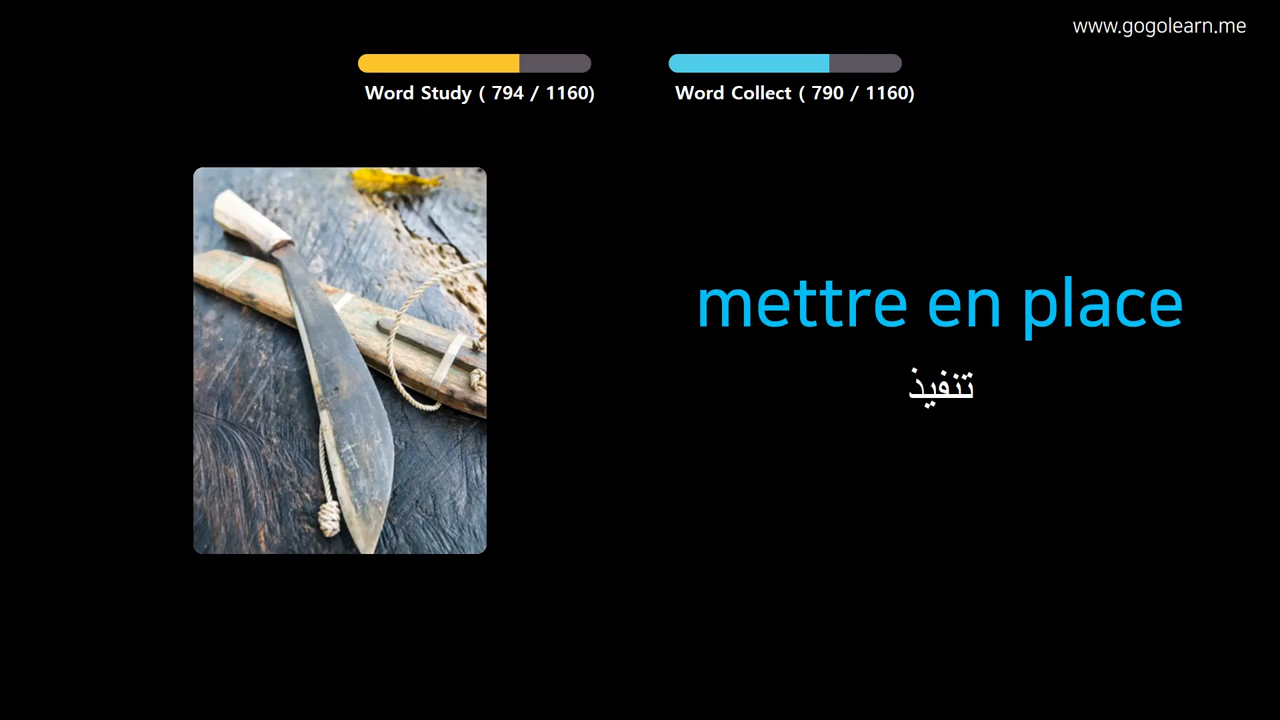 www.gogolearn.me
Word Study ( 794 / 1160)
Word Collect ( 790 / 1160)
mettre en place
تنفيذ